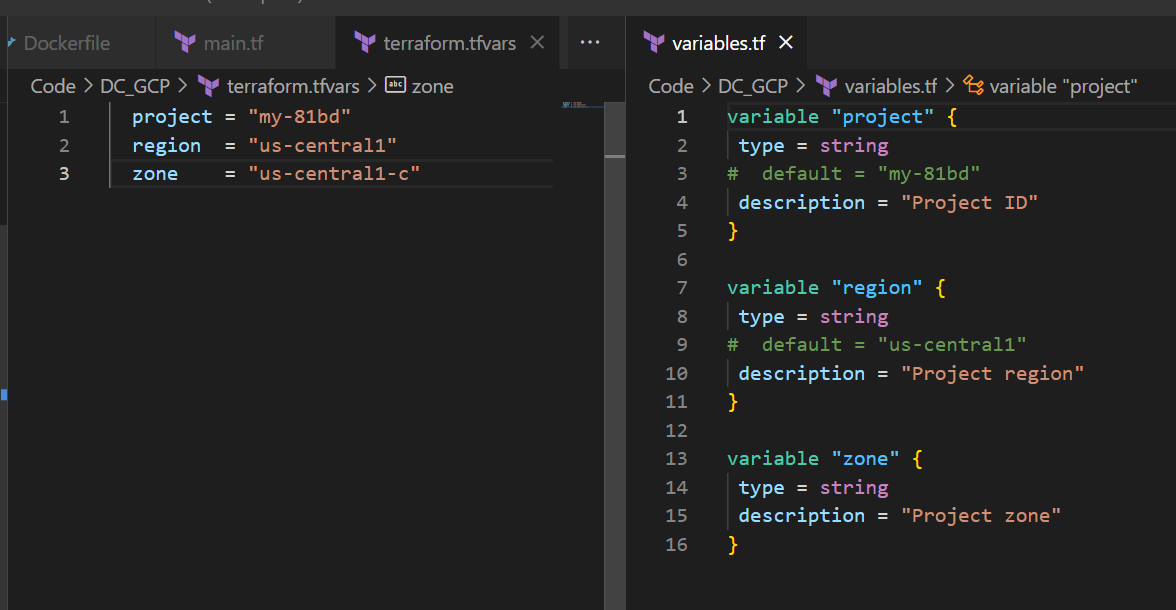 Dockerfile main.tf terraform.tfvars ...
Code > DC_GCP > terraform.tfvars > abc zone
1 project = "my-81bd"
2 region  = "us-central1"
3 zone    = "us-central1-c"
variables.tf
Code > DC_GCP > variables.tf > variable "project"
1 variable "project" {
2  type = string
3 #  default = "my-81bd"
4  description = "Project ID"
5 }
6
7 variable "region" {
8  type = string
9 #  default = "us-central1"
10  description = "Project region"
11 }
12
13 variable "zone" {
14  type = string
15  description = "Project zone"
16 }